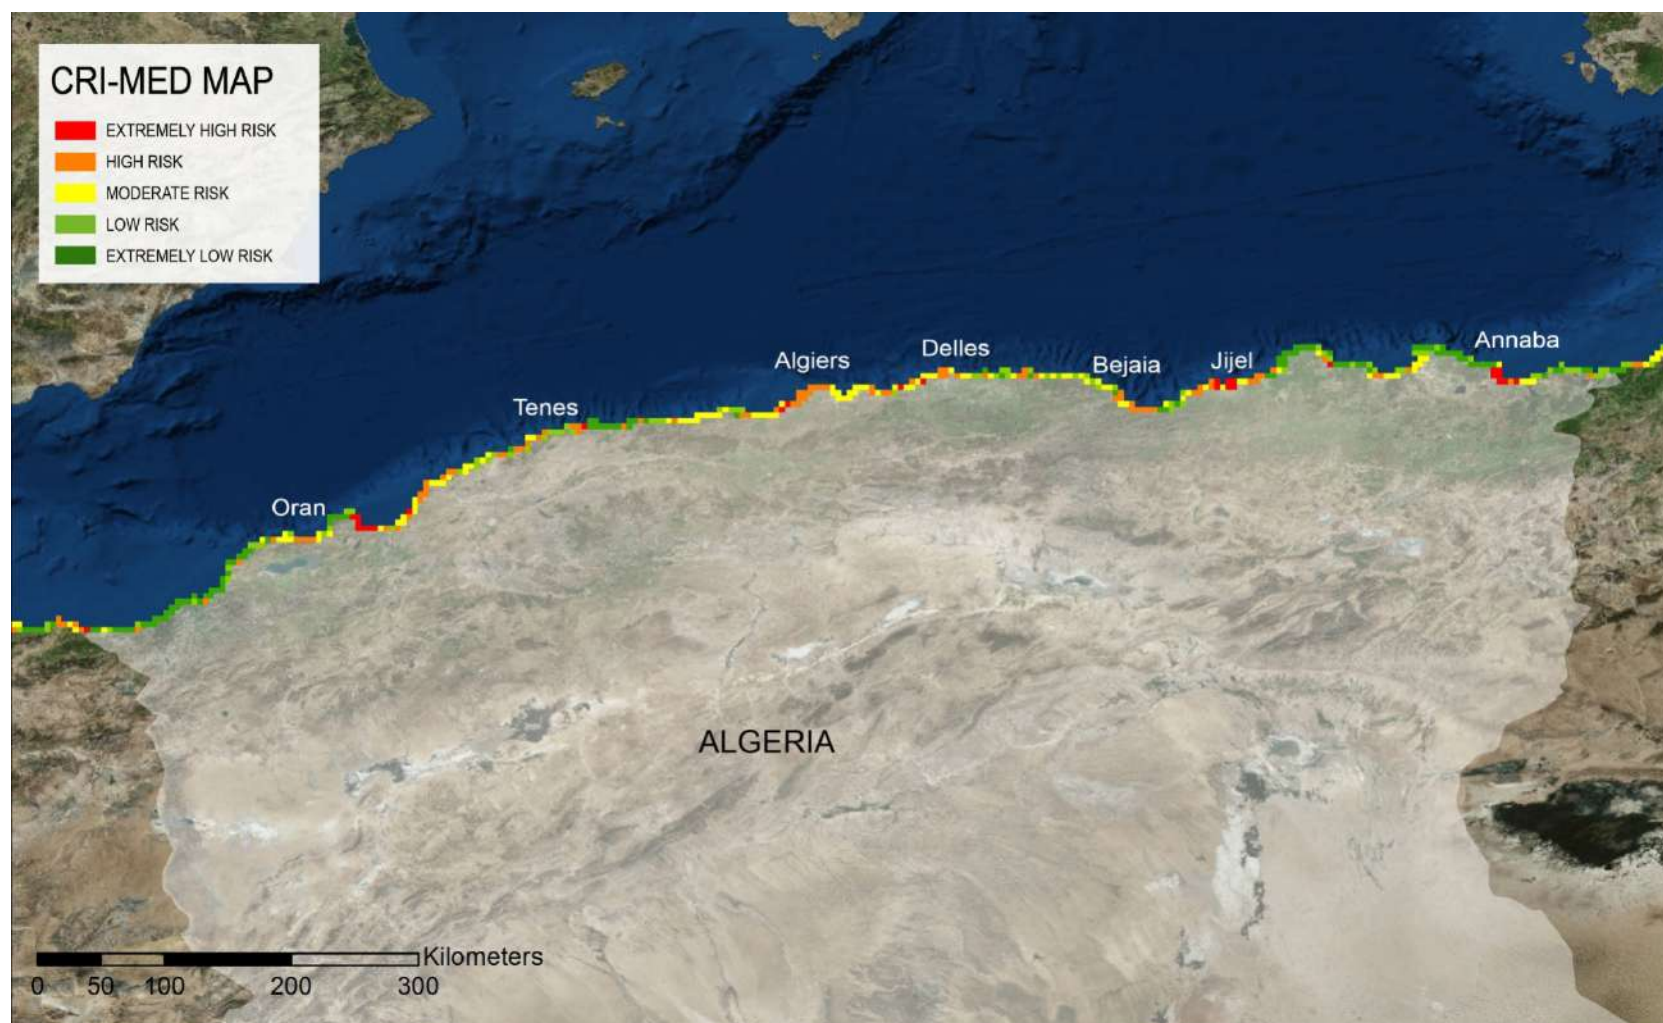 CRI-MED MAP
EXTREMELY HIGH RISK
HIGH RISK
MODERATE RISK
LOW RISK
EXTREMELY LOW RISK
Annaba
Delles
Algiers
Bejaia
Jijel
Tenes
Oran
ALGERIA
Kilometers
0 50 100 200 300